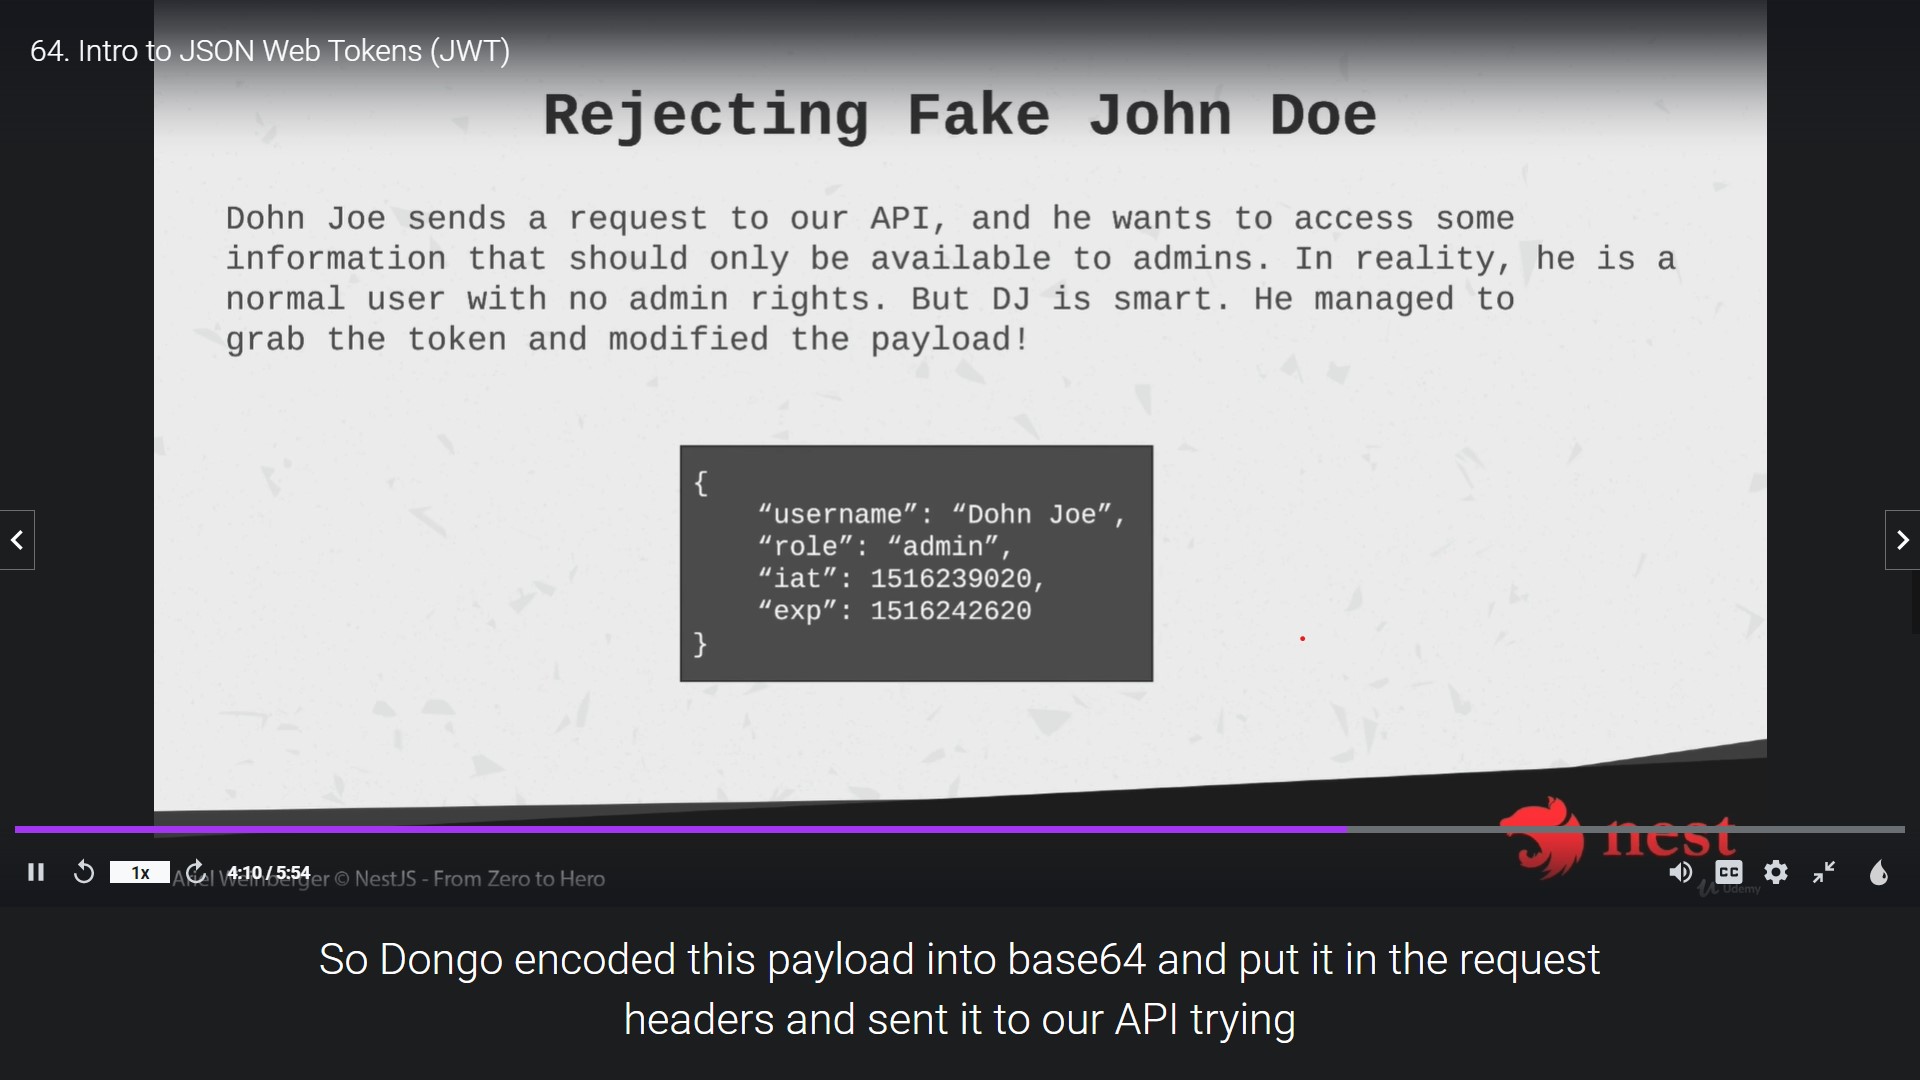 64. Intro to JSON Web Tokens (JWT)
Rejecting Fake John Doe
Dohn Joe sends a request to our API, and he wants to access some
information that should only be available to admins. In reality, he is a
normal user with no admin rights. But DJ is smart. He managed to
grab the token and modified the payload!
{
“username”: “Dohn Joe”,
“role”: “admin”,
“iat”: 1516239020,
“exp”: 1516242620
}
nest
1x
4:10 / 5:54
Ariel Weinberger © NestJS - From Zero to Hero
CC
Udemy
So Dongo encoded this payload into base64 and put it in the request
headers and sent it to our API trying